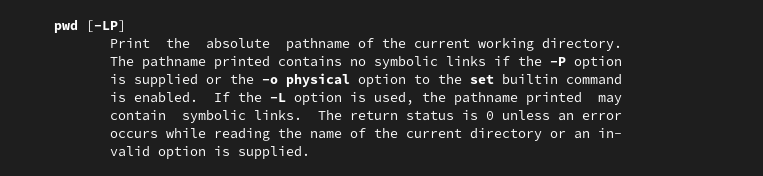 pwd [-LP]
Print the absolute pathname of the current working directory.
The pathname printed contains no symbolic links if the -P option
is supplied or the -o physical option to the set builtin command
is enabled.  If the -L option is used, the pathname printed  may
contain  symbolic links.  The return status is 0 unless an error
occurs while reading the name of the current directory or an in-
valid option is supplied.